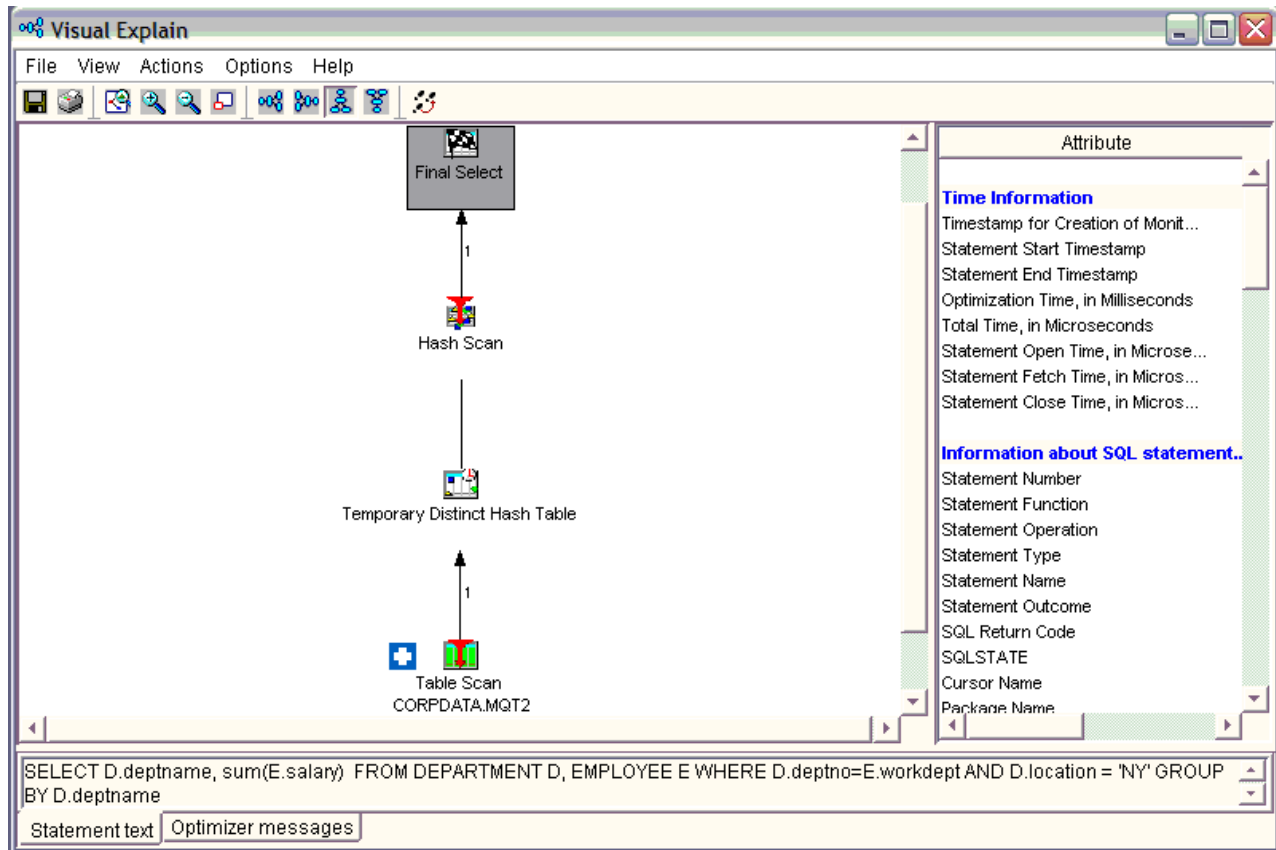 Visual Explain
File View Actions Options Help
Final Select
1
Hash Scan
Temporary Distinct Hash Table
1
Table Scan
CORPDATA.MQT2
Attribute
Time Information
Timestamp for Creation of Monit...
Statement Start Timestamp
Statement End Timestamp
Optimization Time, in Milliseconds
Total Time, in Microseconds
Statement Open Time, in Microse...
Statement Fetch Time, in Micros...
Statement Close Time, in Micros...
Information about SQL statement..
Statement Number
Statement Function
Statement Operation
Statement Type
Statement Name
Statement Outcome
SQL Return Code
SQLSTATE
Cursor Name
Package Name
SELECT D.deptname, sum(E.salary) FROM DEPARTMENT D, EMPLOYEE E WHERE D.deptno=E.workdept AND D.location = 'NY' GROUP
BY D.deptname
Statement text Optimizer messages